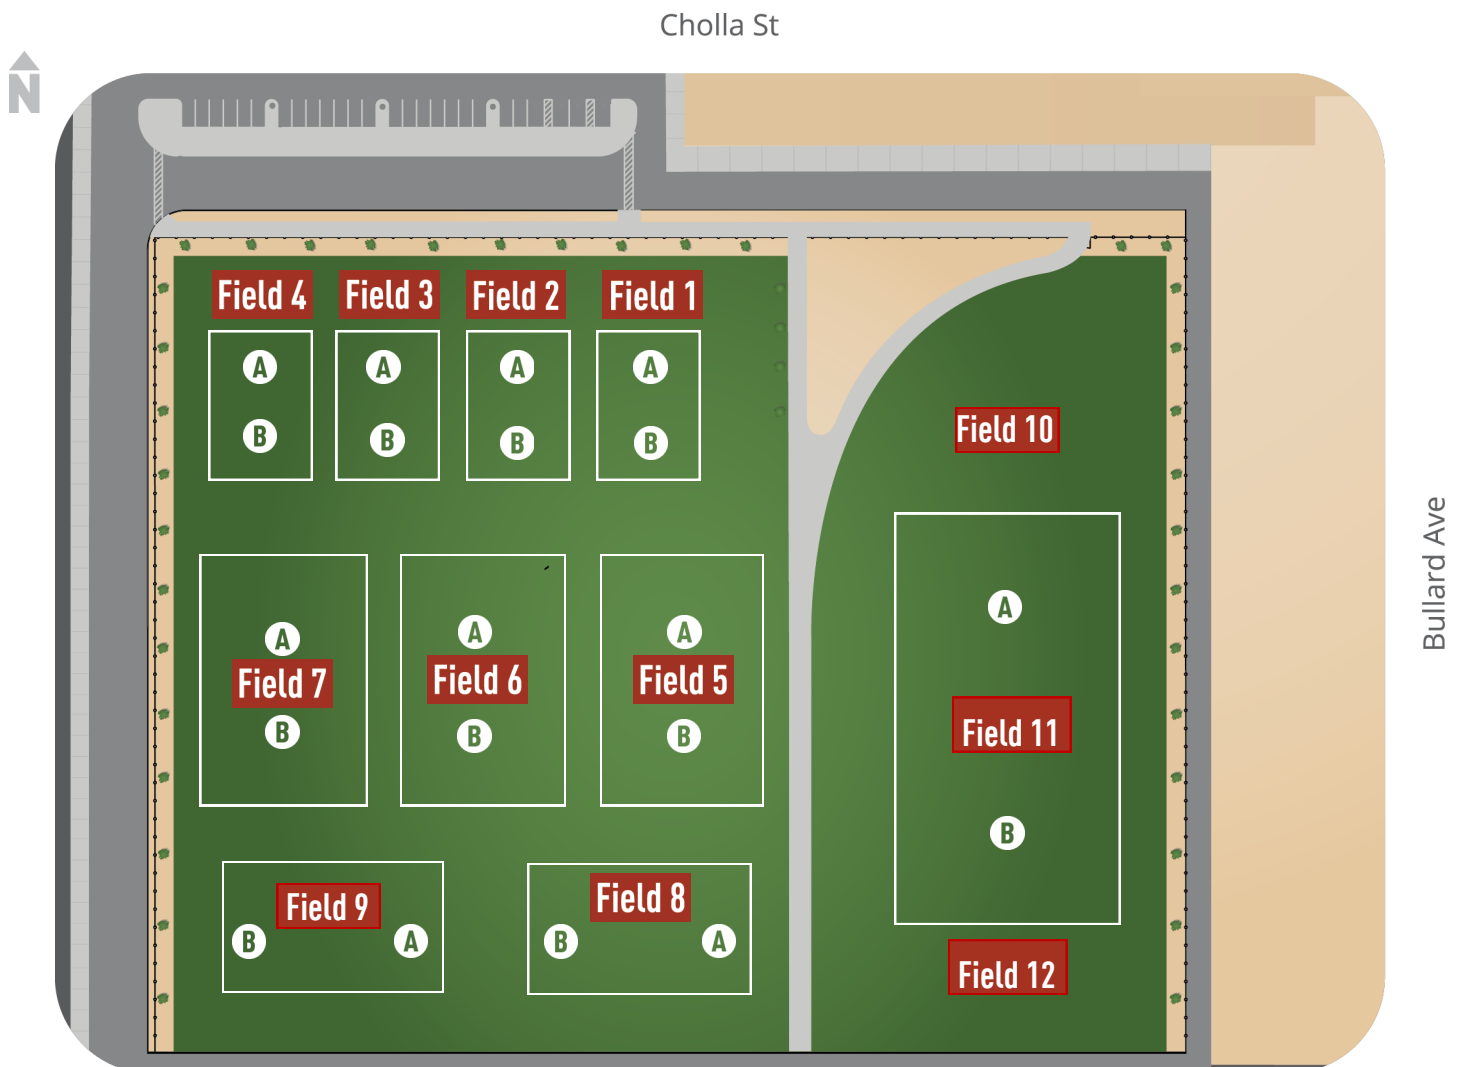 Cholla St
N
Field 4
Field 3
Field 2
Field 1
A
A
A
A
B
B
B
B
Field 10
A
A
A
A
Field 7
Field 6
Field 5
B
B
B
Field 11
B
Field 9
Field 8
B
A
B
A
Field 12
Bullard Ave